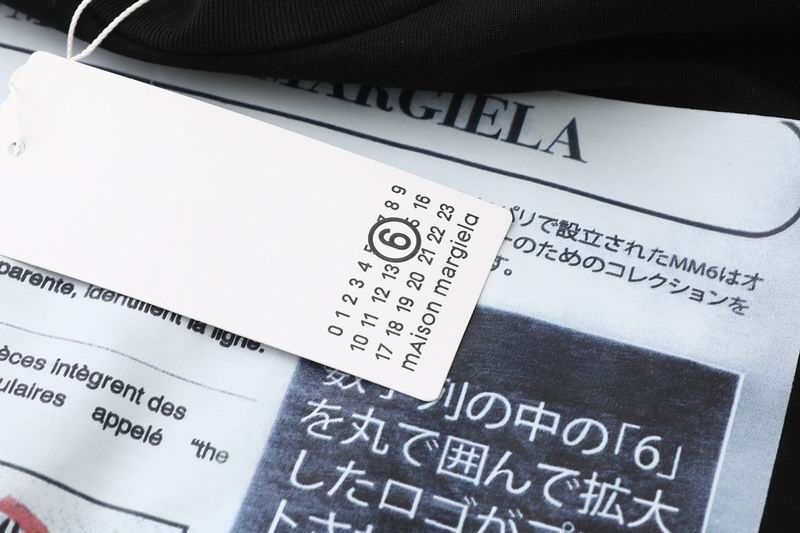 MARGIELA
0 1 2 3 4 5 6 8 9
10 11 12 13 16
17 18 19 20 21 22 23
mAison margiela
パリで設立されたMM6はオ
のためのコレクションを
す。
parente, identifient la ligne.
èces intègrent des
ulaires appelé “the
数字列の中の「6」
を丸で囲んで拡大
したロゴがプ